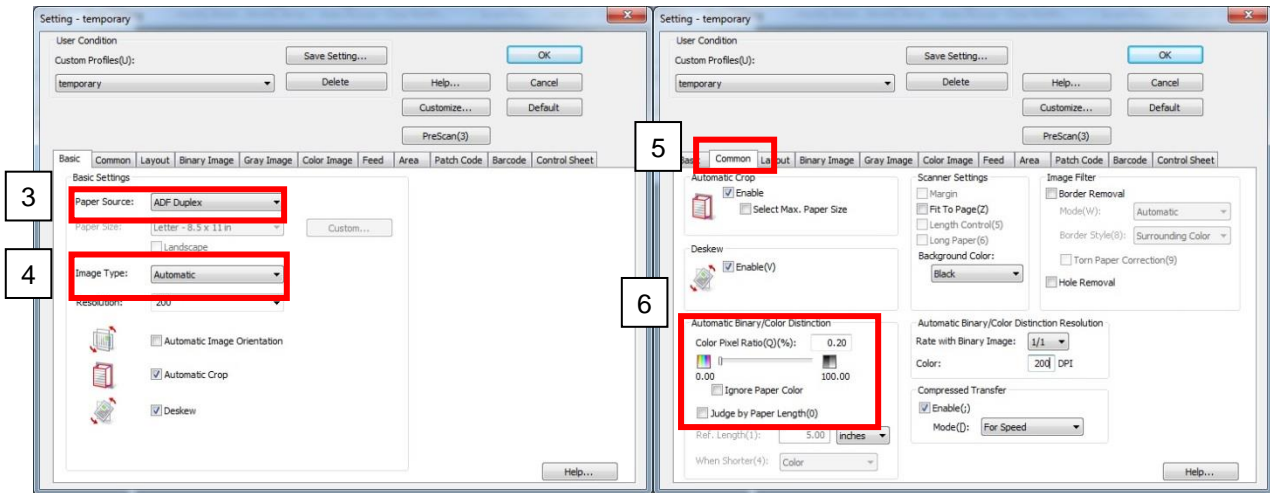 Setting - temporary
User Condition
Custom Profiles(U):
temporary
Save Setting...
Delete
OK
Help...
Cancel
Customize...
Default
PreScan(3)
Basic Common Layout Binary Image Gray Image Color Image Feed Area Patch Code Barcode Control Sheet
Basic Settings
3
Paper Source: ADF Duplex
Paper Size: Letter - 8.5 x 11 in Custom...
Landscape
4
Image Type: Automatic
Resolution: 200
Automatic Image Orientation
Automatic Crop
Deskew
Help...
Setting - temporary
User Condition
Custom Profiles(U):
temporary
Save Setting...
Delete
OK
Help...
Cancel
Customize...
Default
PreScan(3)
5
Basic Common Layout Binary Image Gray Image Color Image Feed Area Patch Code Barcode Control Sheet
Automatic Crop
Enable
Select Max. Paper Size
Deskew
Enable(V)
6
Automatic Binary/Color Distinction
Color Pixel Ratio(Q)(%): 0.20
0.00 100.00
Ignore Paper Color
Judge by Paper Length(0)
Ref. Length(1): 5.00 inches
When Shorter(4): Color
Scanner Settings
Margin
Fit To Page(Z)
Length Control(5)
Long Paper(6)
Background Color:
Black
Image Filter
Border Removal
Mode(W): Automatic
Border Style(8): Surrounding Color
Torn Paper Correction(9)
Hole Removal
Automatic Binary/Color Distinction Resolution
Rate with Binary Image: 1/1
Color: 200 DPI
Compressed Transfer
Enable(;)
Mode([): For Speed
Help...